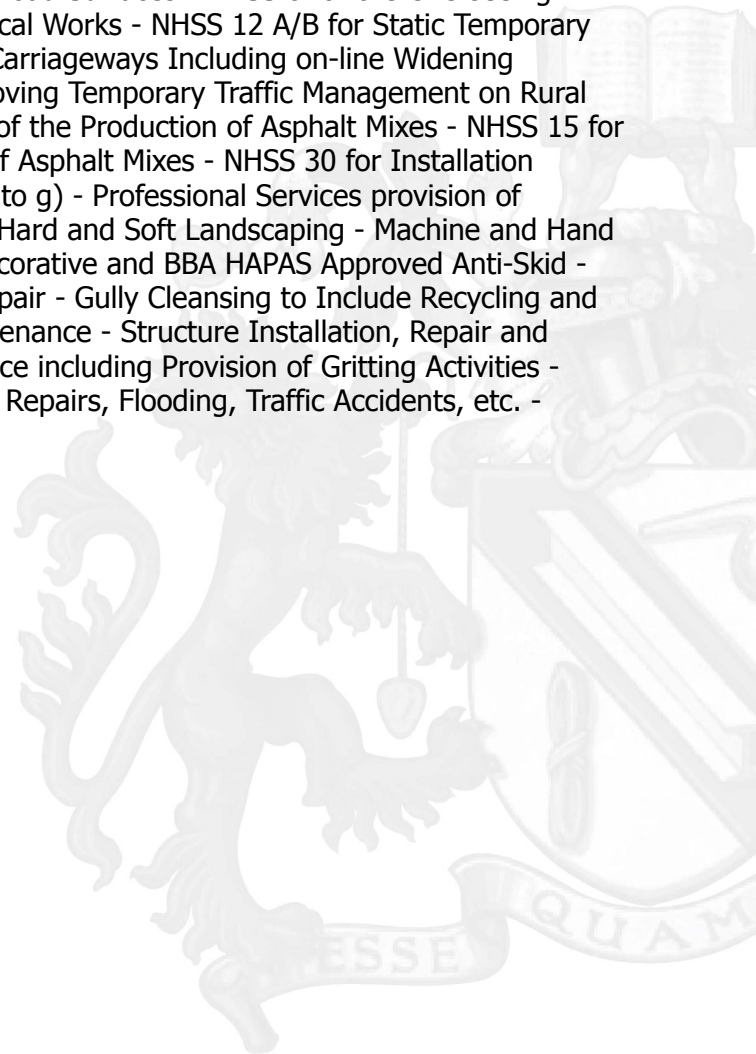 cal Works - NHSS 12 A/B for Static Temporary
Carriageways Including on-line Widening
oving Temporary Traffic Management on Rural
of the Production of Asphalt Mixes - NHSS 15 for
f Asphalt Mixes - NHSS 30 for Installation
to g) - Professional Services provision of
Hard and Soft Landscaping - Machine and Hand
corative and BBA HAPAS Approved Anti-Skid -
pair - Gully Cleansing to Include Recycling and
enance - Structure Installation, Repair and
ce including Provision of Gritting Activities -
Repairs, Flooding, Traffic Accidents, etc. -
ESSE
QUAM